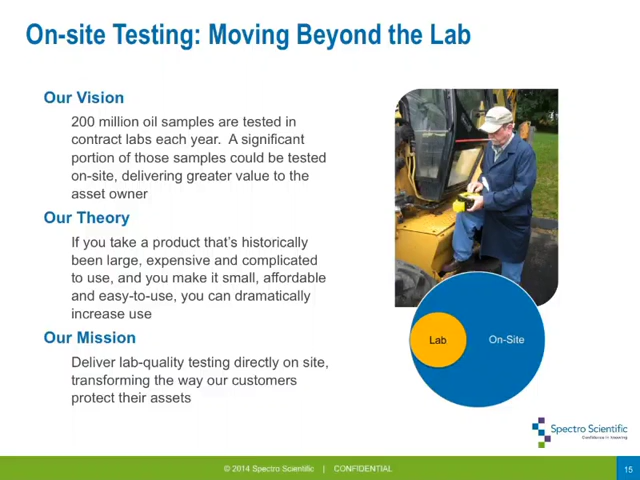 On-site Testing: Moving Beyond the Lab
Our Vision
200 million oil samples are tested in
contract labs each year.  A significant
portion of those samples could be tested
on-site, delivering greater value to the
asset owner
Our Theory
If you take a product that's historically
been large, expensive and complicated
to use, and you make it small, affordable
and easy-to-use, you can dramatically
increase use
Our Mission
Deliver lab-quality testing directly on site,
transforming the way our customers
protect their assets
Lab
On-Site
Spectro Scientific
Confidence in knowing
© 2014 Spectro Scientific | CONFIDENTIAL
15